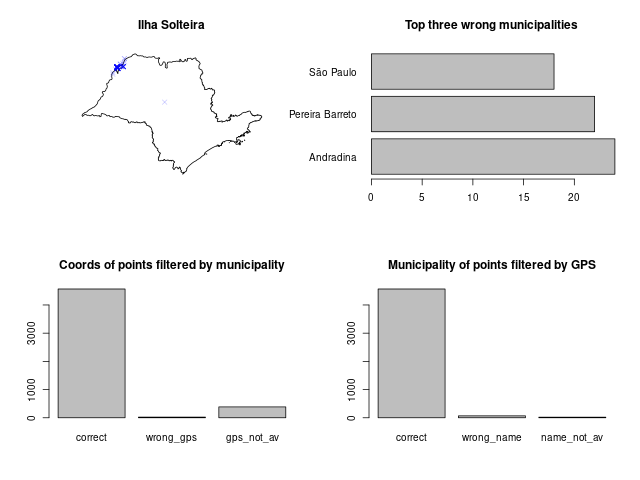 Ilha Solteira
Top three wrong municipalities
São Paulo
Pereira Barreto
Andradina
0 5 10 15 20
Coords of points filtered by municipality
0 1000 3000
correct wrong_gps gps_not_av
Municipality of points filtered by GPS
0 1000 3000
correct wrong_name name_not_av